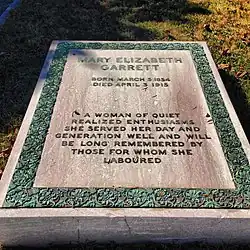 MARY ELIZABETH
GARRETT
BORN MARCH 5 1854
DIED APRIL 3 1915
A WOMAN OF QUIET
REALIZED ENTHUSIASMS
SHE SERVED HER DAY AND
GENERATION WELL AND WILL
BE LONG REMEMBERED BY
THOSE FOR WHOM SHE
LABOURED